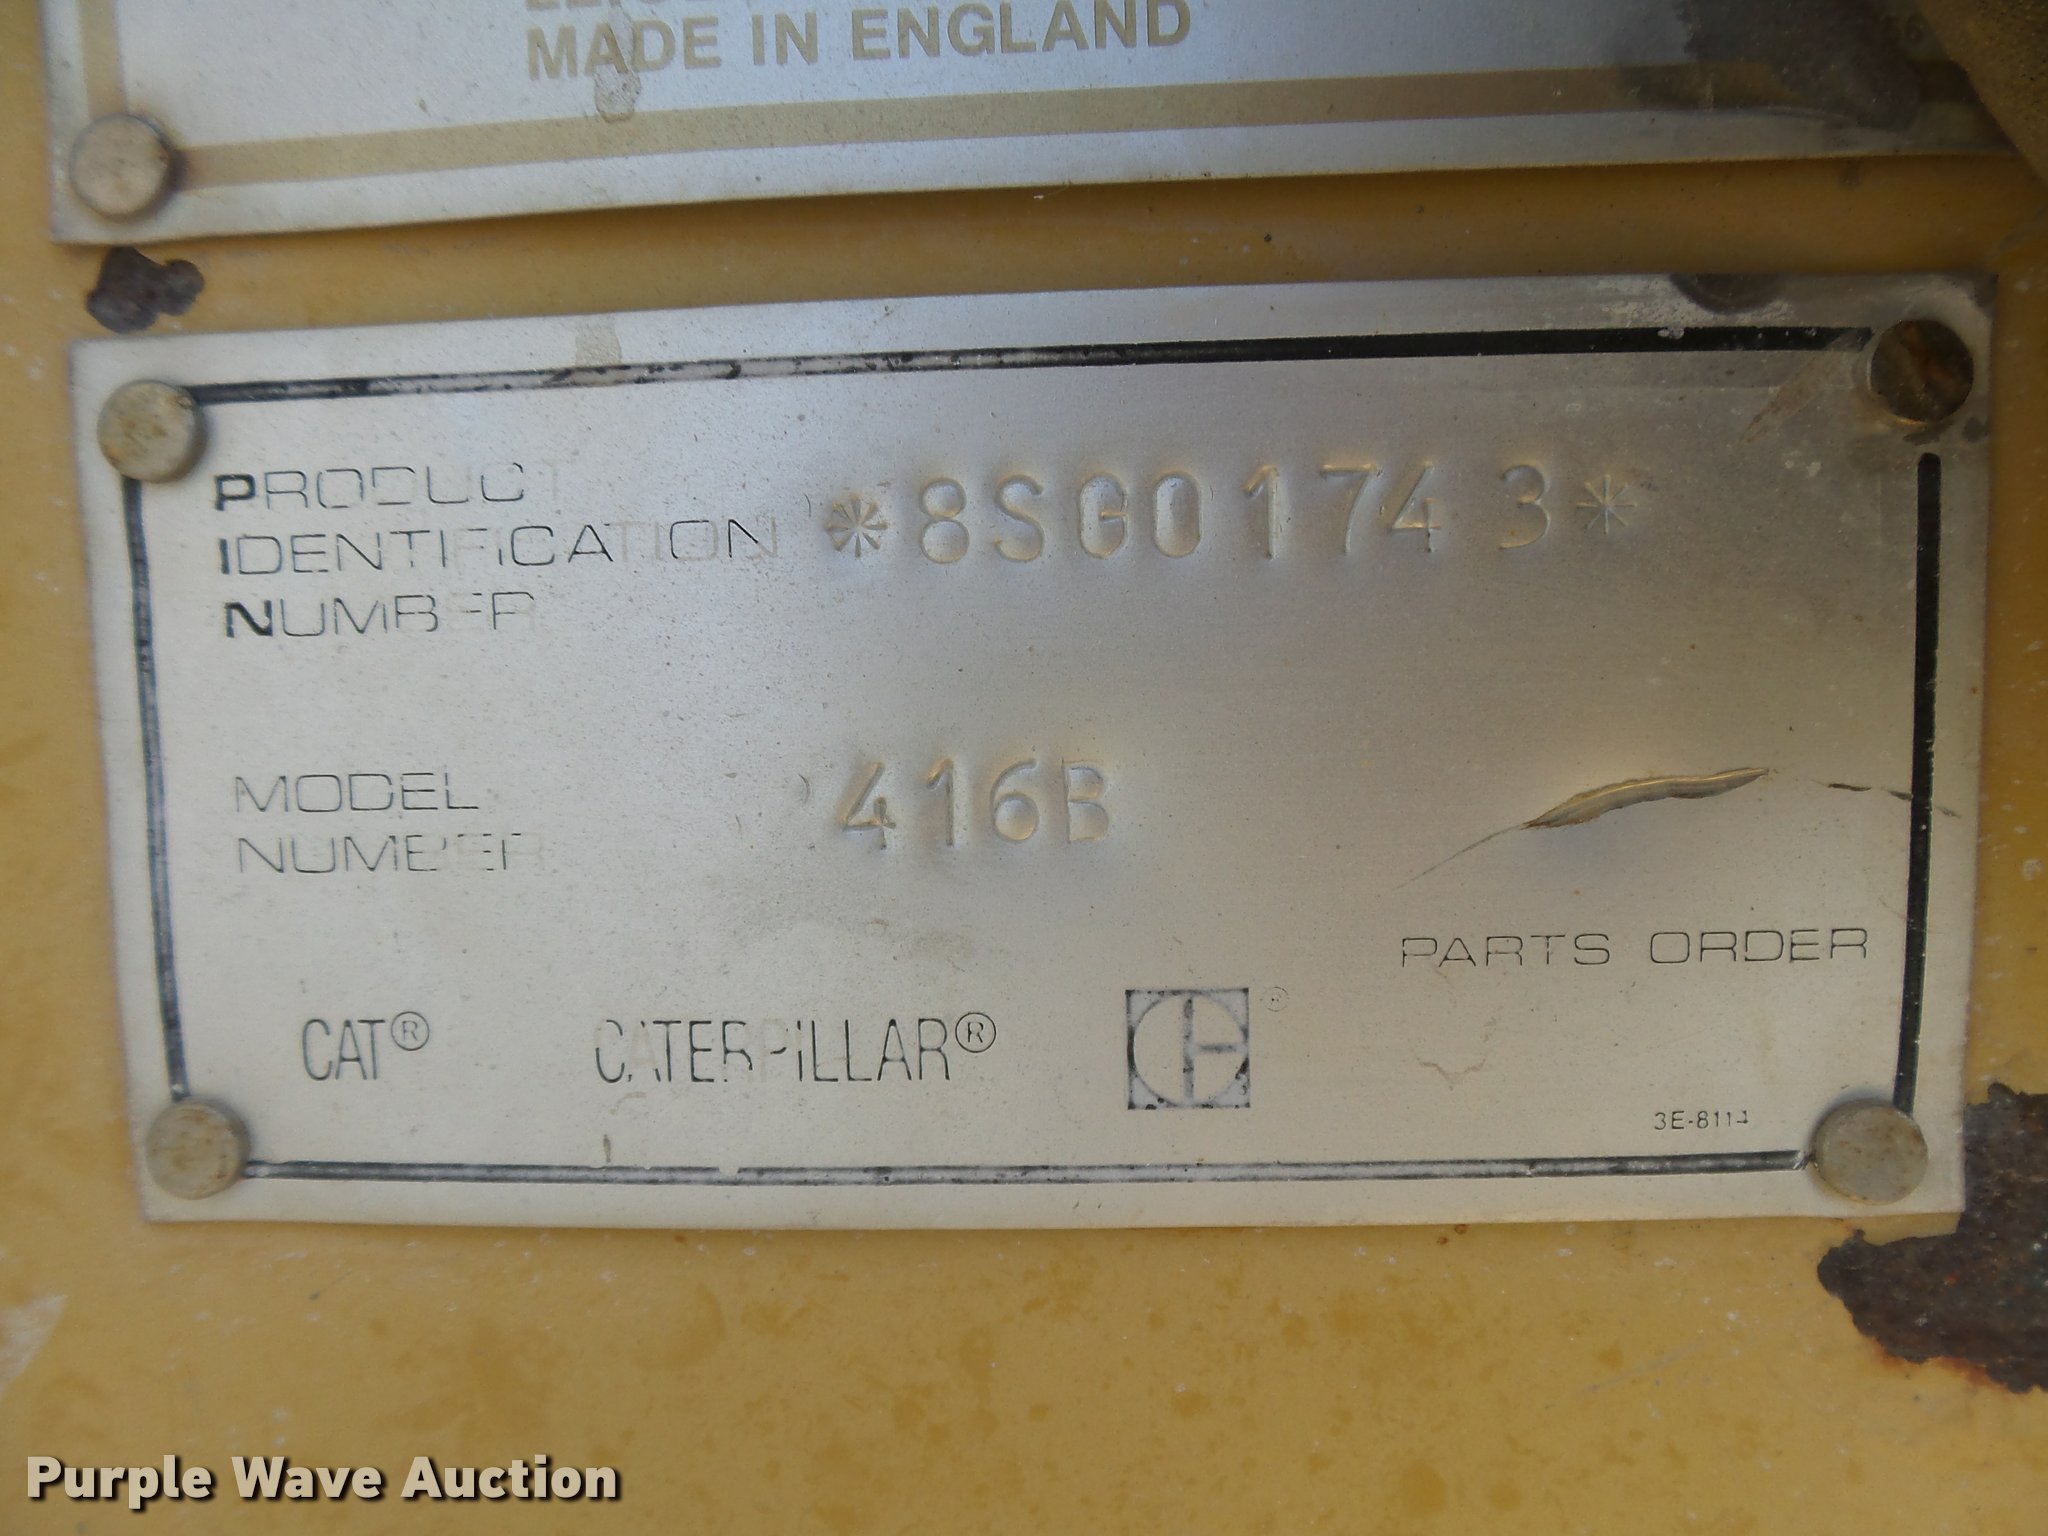 MADE IN ENGLAND
PRODUCT
IDENTIFICATION *8SG01743*
NUMBER
MODEL 416B
NUMBER
PARTS ORDER
CAT® CATERPILLAR® ®
3E-8114
Purple Wave Auction